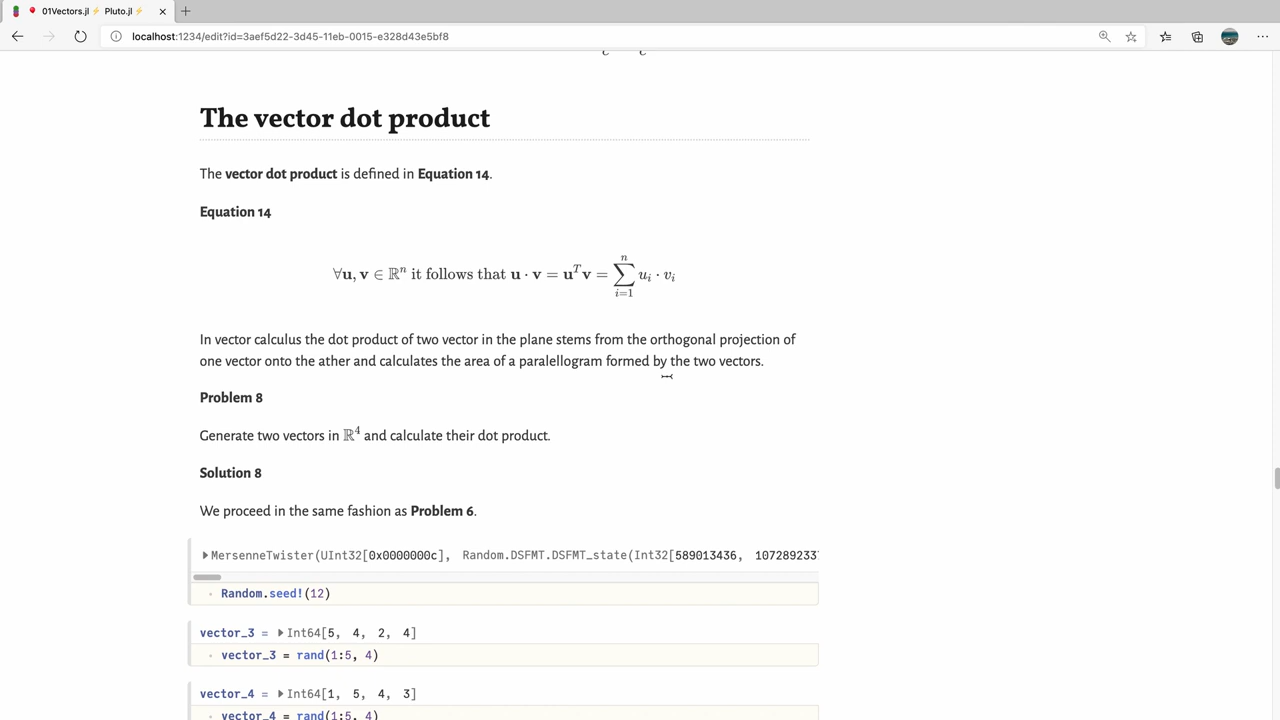 01Vectors.jl ⚡ Pluto.jl ⚡
localhost:1234/edit?id=3aef5d22-3d45-11eb-0015-e328d43e5bf8
c c
The vector dot product
The vector dot product is defined in Equation 14.
Equation 14
∀u, v ∈ ℝⁿ it follows that u · v = uᵀv = ∑ᵢ₌₁ⁿ uᵢ · vᵢ
In vector calculus the dot product of two vector in the plane stems from the orthogonal projection of
one vector onto the ather and calculates the area of a paralellogram formed by the two vectors.
Problem 8
Generate two vectors in ℝ⁴ and calculate their dot product.
Solution 8
We proceed in the same fashion as Problem 6.
MersenneTwister(UInt32[0x0000000c], Random.DSFMT.DSFMT_state(Int32[589013436, 1072892337
Random.seed!(12)
vector_3 = Int64[5, 4, 2, 4]
vector_3 = rand(1:5, 4)
vector_4 = Int64[1, 5, 4, 3]
vector_4 = rand(1:5, 4)